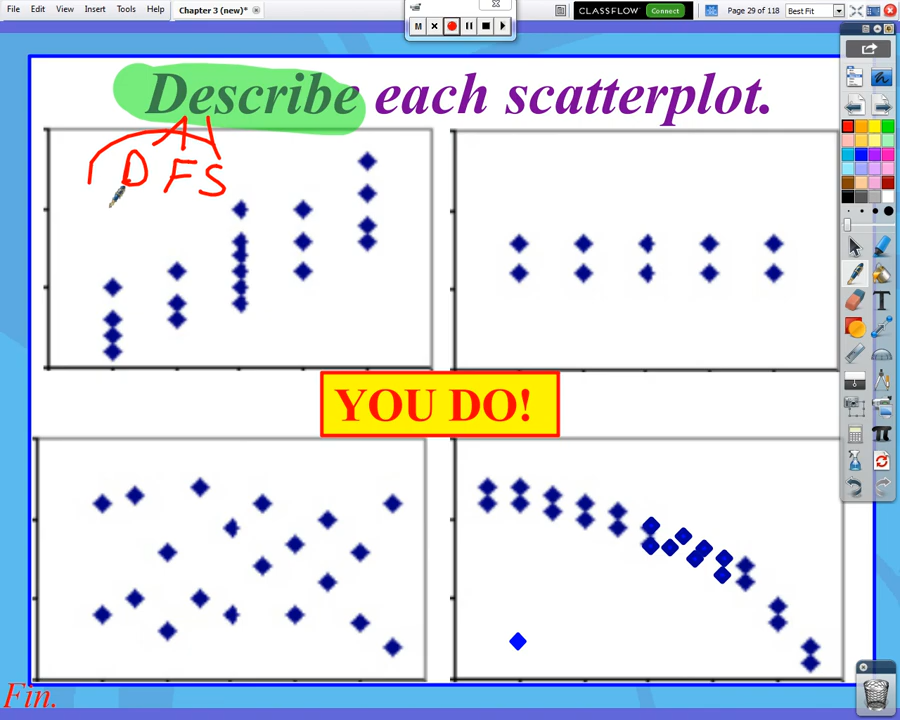 File Edit View Insert Tools Help Chapter 3 (new)* CLASSFLOW Connect Page 29 of 118 Best Fit
M
Describe each scatterplot.
D F S
YOU DO!
T
π
Fin.